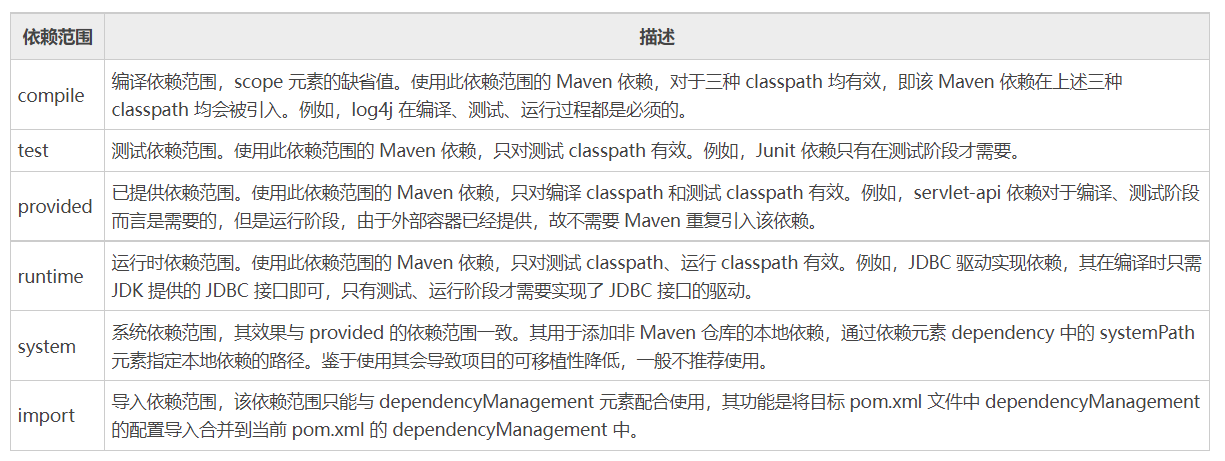 依赖范围 描述
compile
编译依赖范围，scope 元素的缺省值。使用此依赖范围的 Maven 依赖，对于三种 classpath 均有效，即该 Maven 依赖在上述三种
classpath 均会被引入。例如，log4j 在编译、测试、运行过程都是必须的。
test
测试依赖范围。使用此依赖范围的 Maven 依赖，只对测试 classpath 有效。例如，Junit 依赖只有在测试阶段才需要。
provided
已提供依赖范围。使用此依赖范围的 Maven 依赖，只对编译 classpath 和测试 classpath 有效。例如，servlet-api 依赖对于编译、测试阶段
而言是需要的，但是运行阶段，由于外部容器已经提供，故不需要 Maven 重复引入该依赖。
runtime
运行时依赖范围。使用此依赖范围的 Maven 依赖，只对测试 classpath、运行 classpath 有效。例如，JDBC 驱动实现依赖，其在编译时只需
JDK 提供的 JDBC 接口即可，只有测试、运行阶段才需要实现了 JDBC 接口的驱动。
system
系统依赖范围，其效果与 provided 的依赖范围一致。其用于添加非 Maven 仓库的本地依赖，通过依赖元素 dependency 中的 systemPath
元素指定本地依赖的路径。鉴于使用其会导致项目的可移植性降低，一般不推荐使用。
import
导入依赖范围，该依赖范围只能与 dependencyManagement 元素配合使用，其功能是将目标 pom.xml 文件中 dependencyManagement
的配置导入合并到当前 pom.xml 的 dependencyManagement 中。